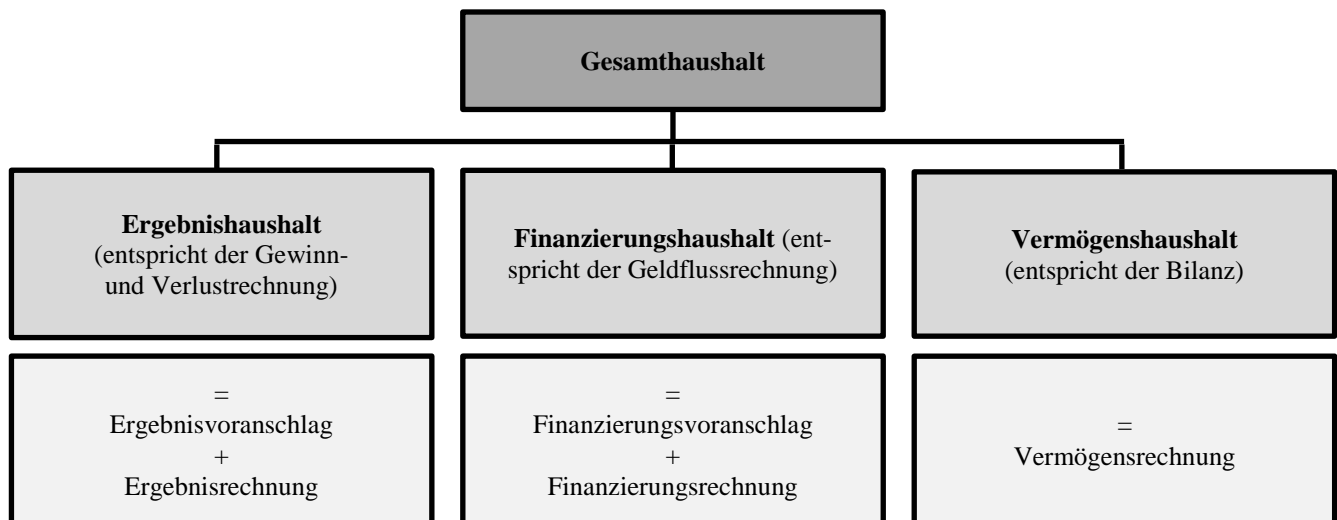 Gesamthaushalt
Ergebnishaushalt
(entspricht der Gewinn-
und Verlustrechnung)
Finanzierungshaushalt (ent-
spricht der Geldflussrechnung)
Vermögenshaushalt
(entspricht der Bilanz)
=
Ergebnisvoranschlag
+
Ergebnisrechnung
=
Finanzierungsvoranschlag
+
Finanzierungsrechnung
=
Vermögensrechnung